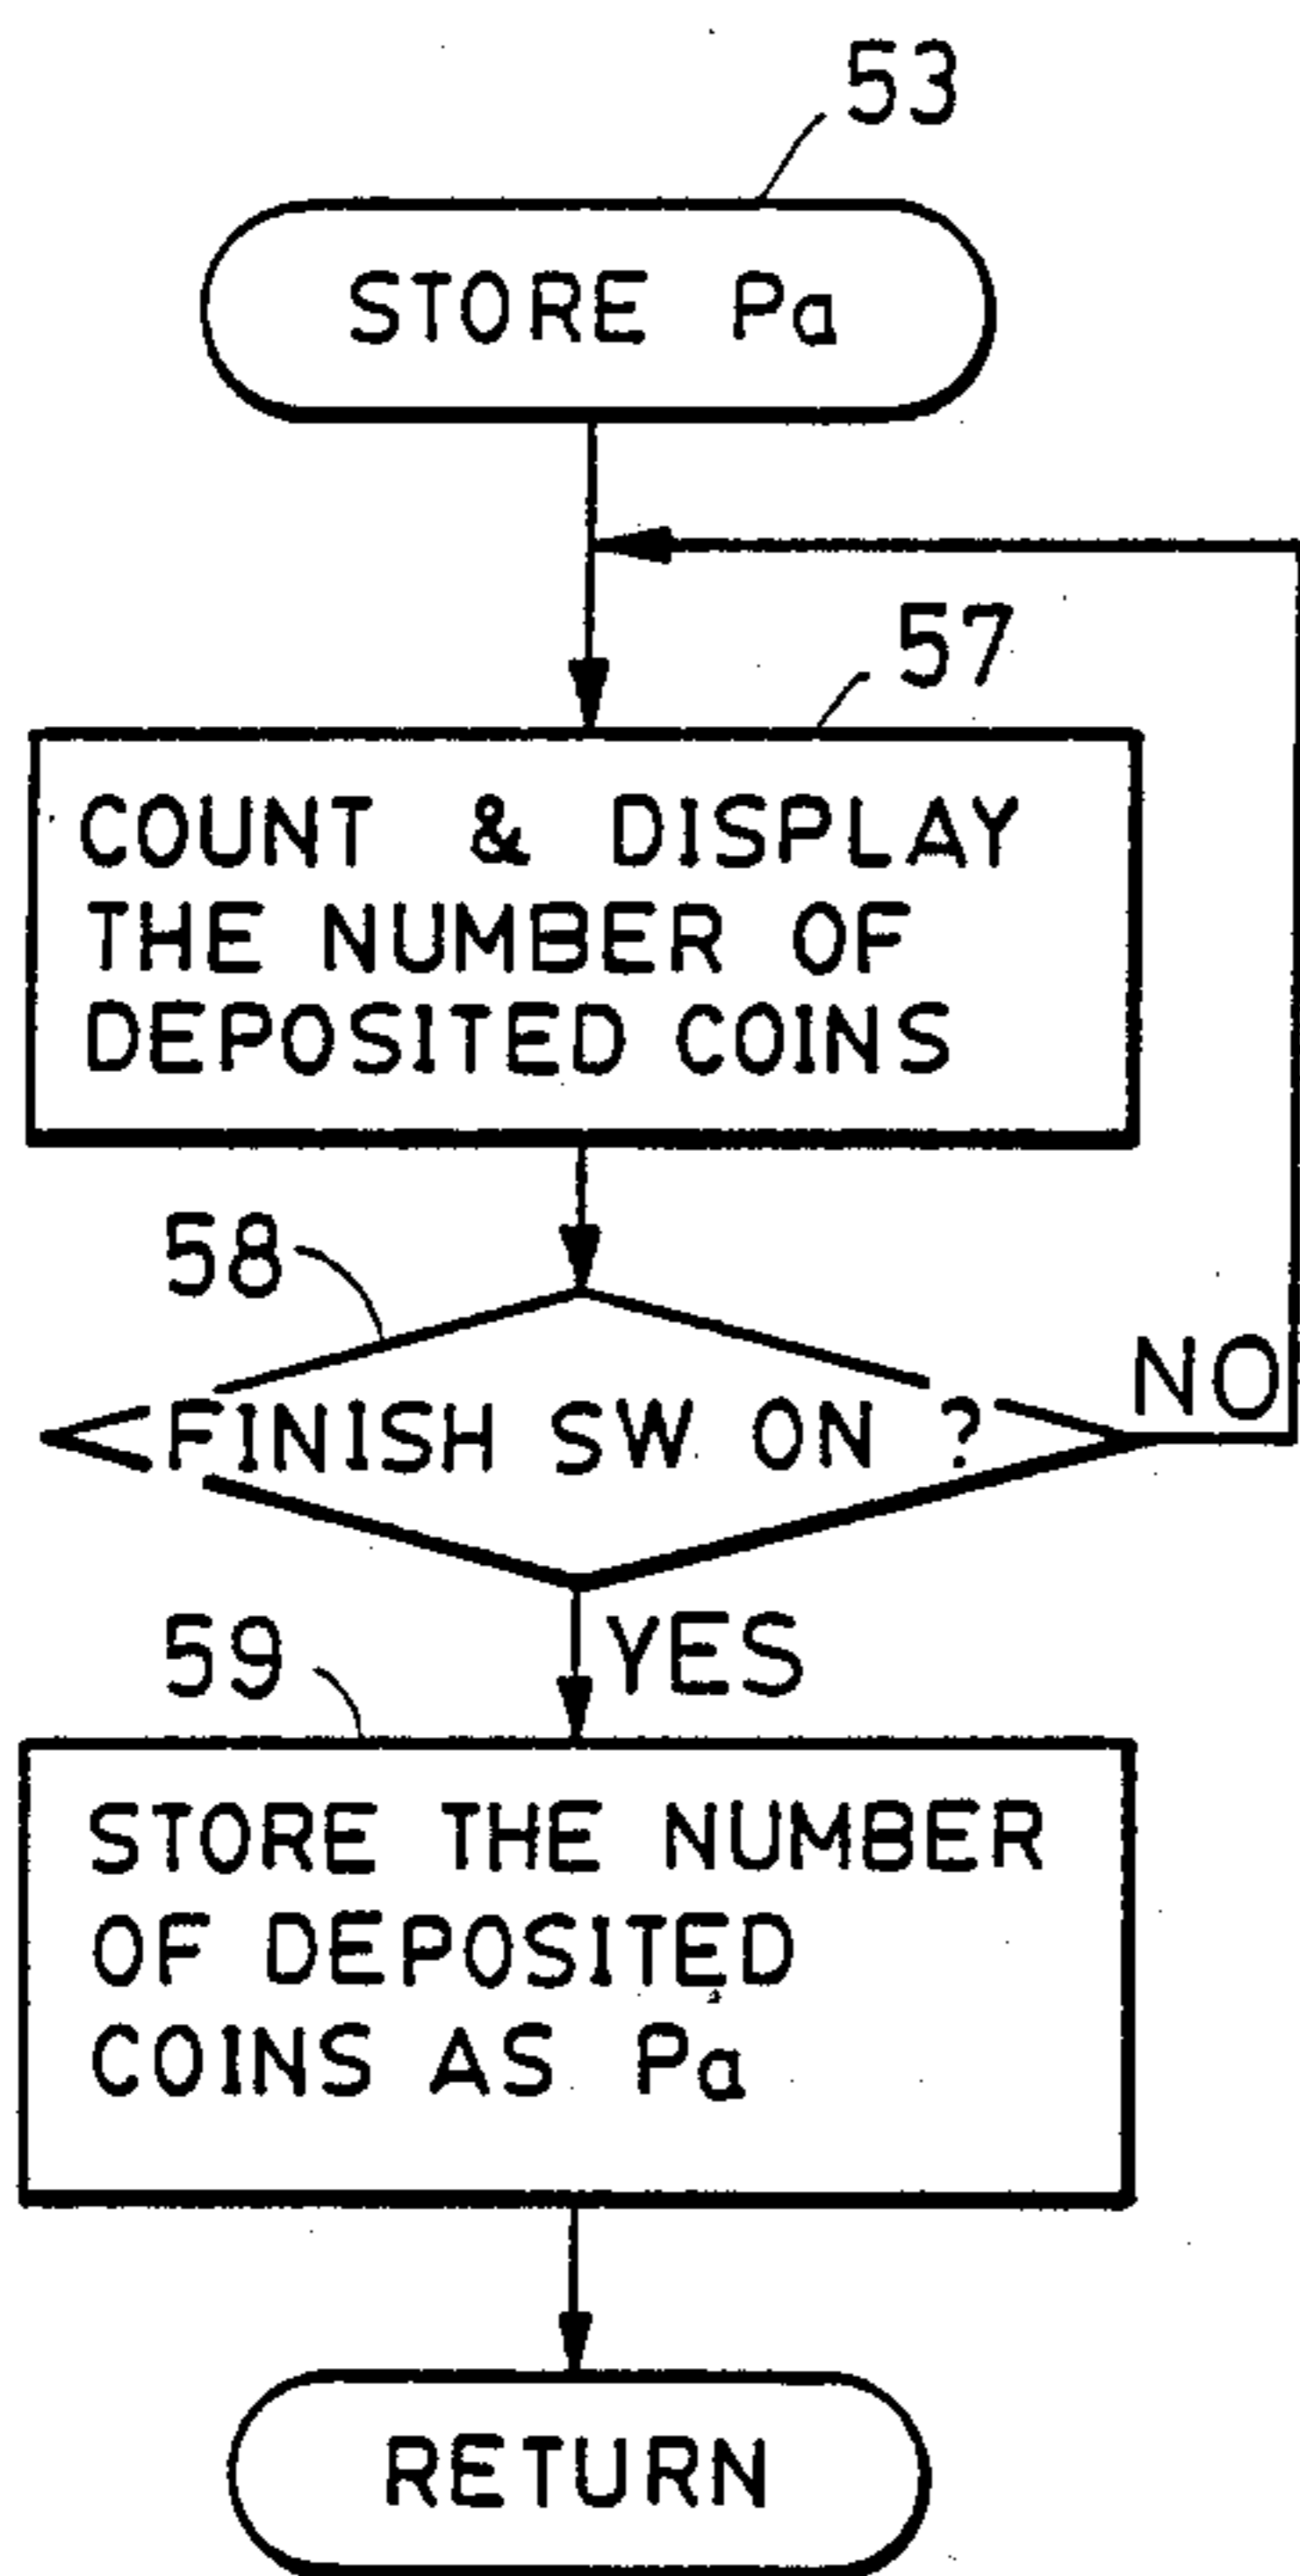 53
STORE Pa
57
COUNT & DISPLAY
THE NUMBER OF
DEPOSITED COINS
58
FINISH SW ON ?
NO
YES
59
STORE THE NUMBER
OF DEPOSITED
COINS AS Pa
RETURN